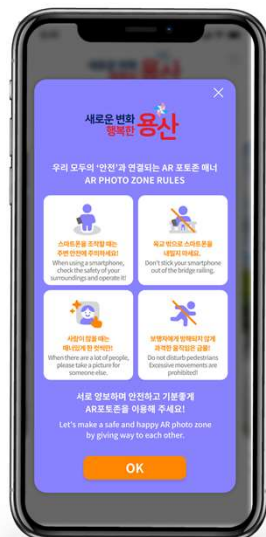 새로운 변화
행복한 용산
우리 모두의 '안전'과 연결되는 AR 포토존 매너
AR PHOTO ZONE RULES
스마트폰을 조작할 때는
주변 안전에 주의하세요!
When using a smartphone,
check the safety of your
surroundings and operate it!
육교 밖으로 스마트폰을
내밀지 마세요.
Don't stick your smartphone
out of the bridge railing.
사람이 많을 때는
매너있게 한 컷씩만!
When there are a lot of people,
please take a picture for
someone else.
보행자에게 방해되지 않게
과격한 움직임은 금물!
Do not disturb pedestrians
Excessive movements are
prohibited!
서로 양보하며 안전하고 기분좋게
AR포토존을 이용해 주세요!
Let's make a safe and happy AR photo zone
by giving way to each other.
OK